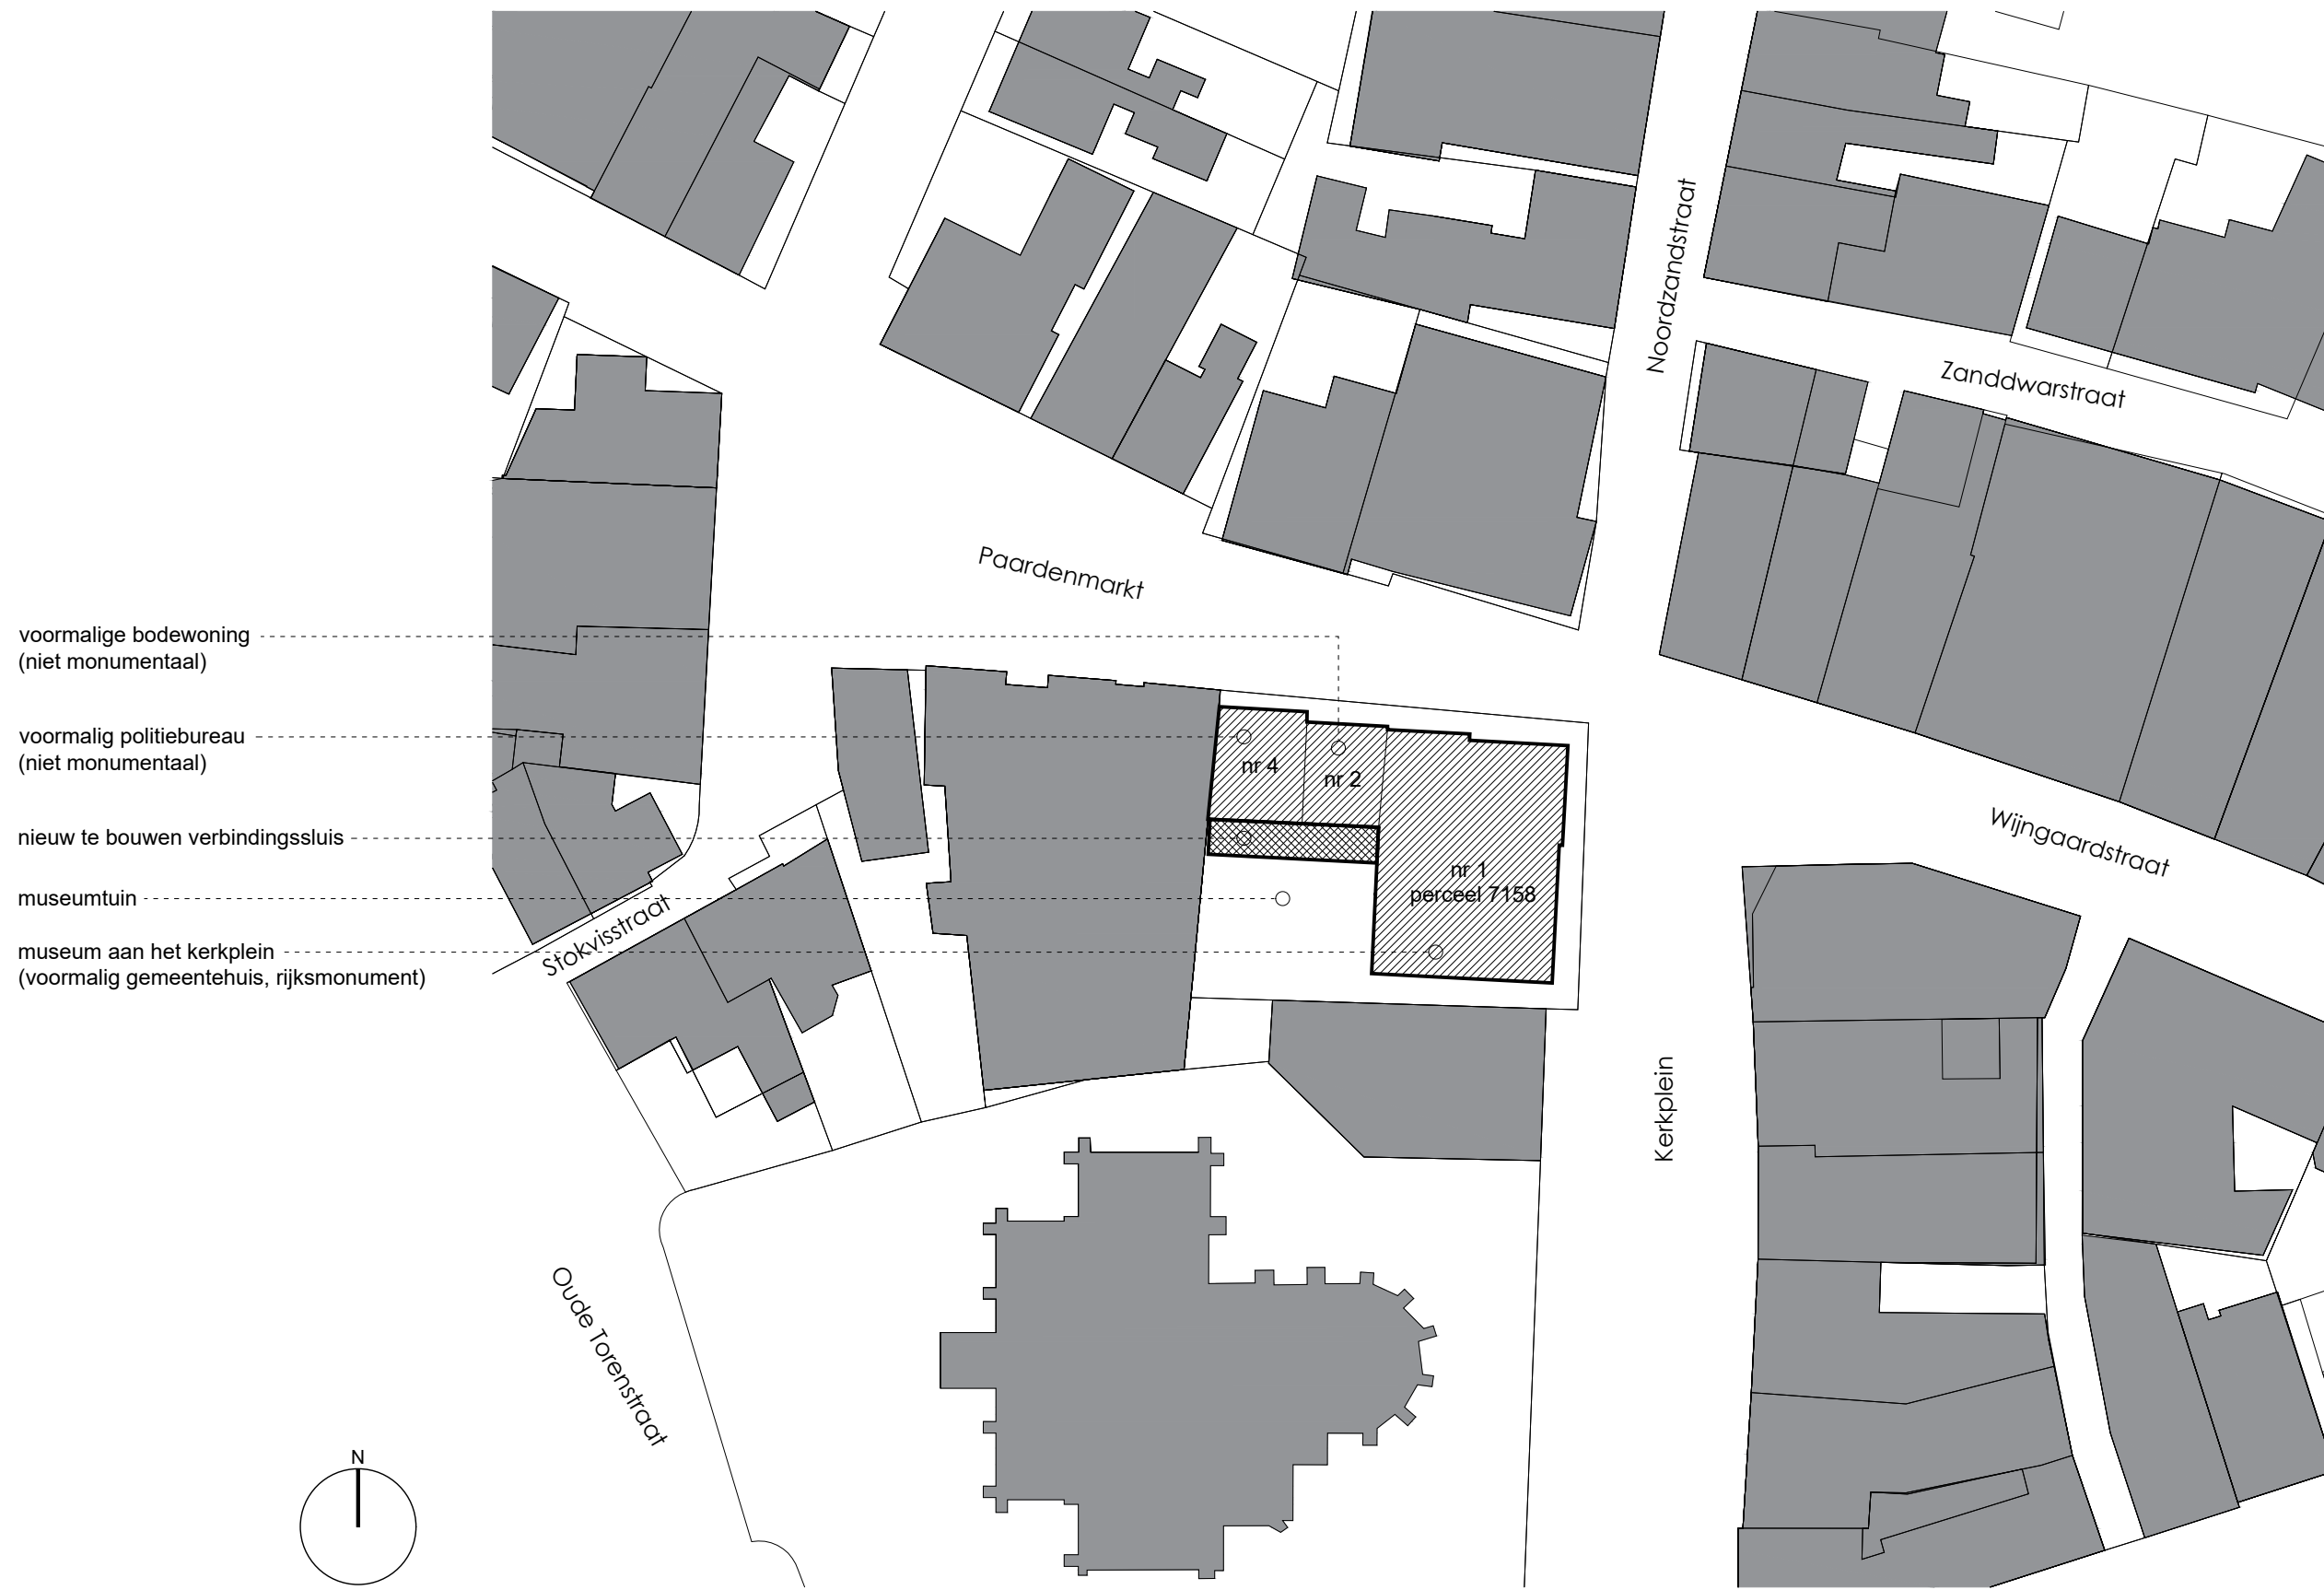 Noordzandstraat
Zanddwarstraat
Paardenmarkt
voormalige bodewoning
(niet monumentaal)
voormalig politiebureau
(niet monumentaal)
nr 4
nr 2
nieuw te bouwen verbindingssluis
Wijngaardstraat
nr 1
perceel 7158
museumtuin
Stokvisstraat
museum aan het kerkplein
(voormalig gemeentehuis, rijksmonument)
Kerkplein
Oude Torenstraat
N